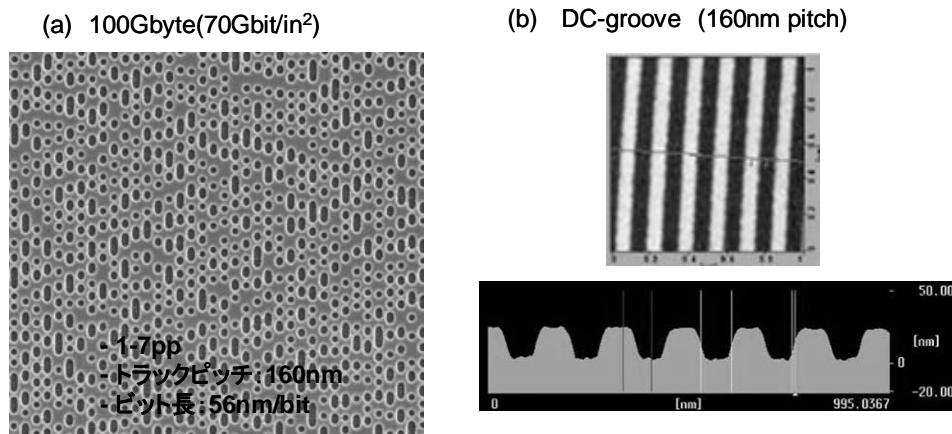 (a) 100Gbyte(70Gbit/in²)
(b) DC-groove (160nm pitch)
- 1-7pp
- トラックピッチ:160nm
- ビット長:56nm/bit
50.00
[nm]
0
-20.00
0 [nm] 995.0367